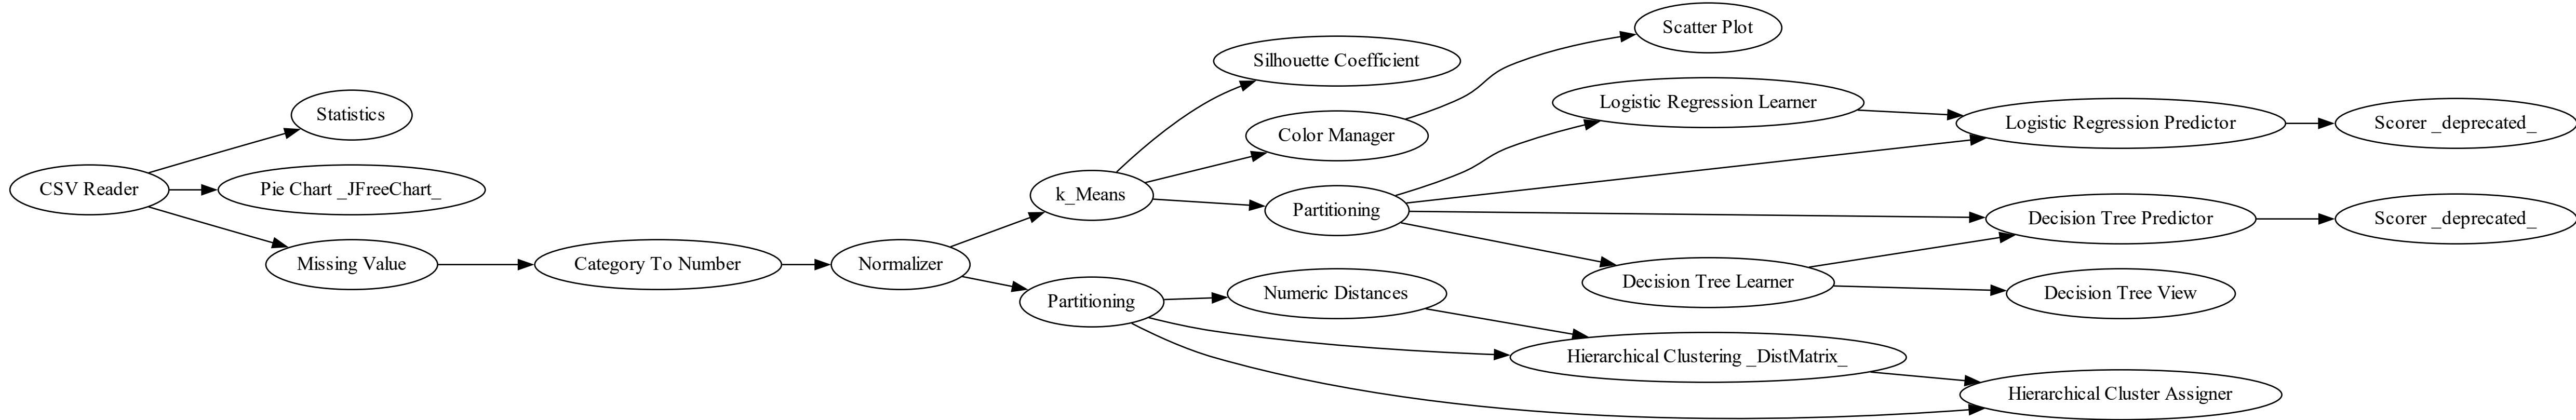 CSV Reader
Statistics
Pie Chart _JFreeChart_
Missing Value
Category To Number
Normalizer
k_Means
Partitioning
Silhouette Coefficient
Color Manager
Partitioning
Numeric Distances
Scatter Plot
Logistic Regression Learner
Decision Tree Learner
Hierarchical Clustering _DistMatrix_
Logistic Regression Predictor
Decision Tree Predictor
Decision Tree View
Hierarchical Cluster Assigner
Scorer _deprecated_
Scorer _deprecated_